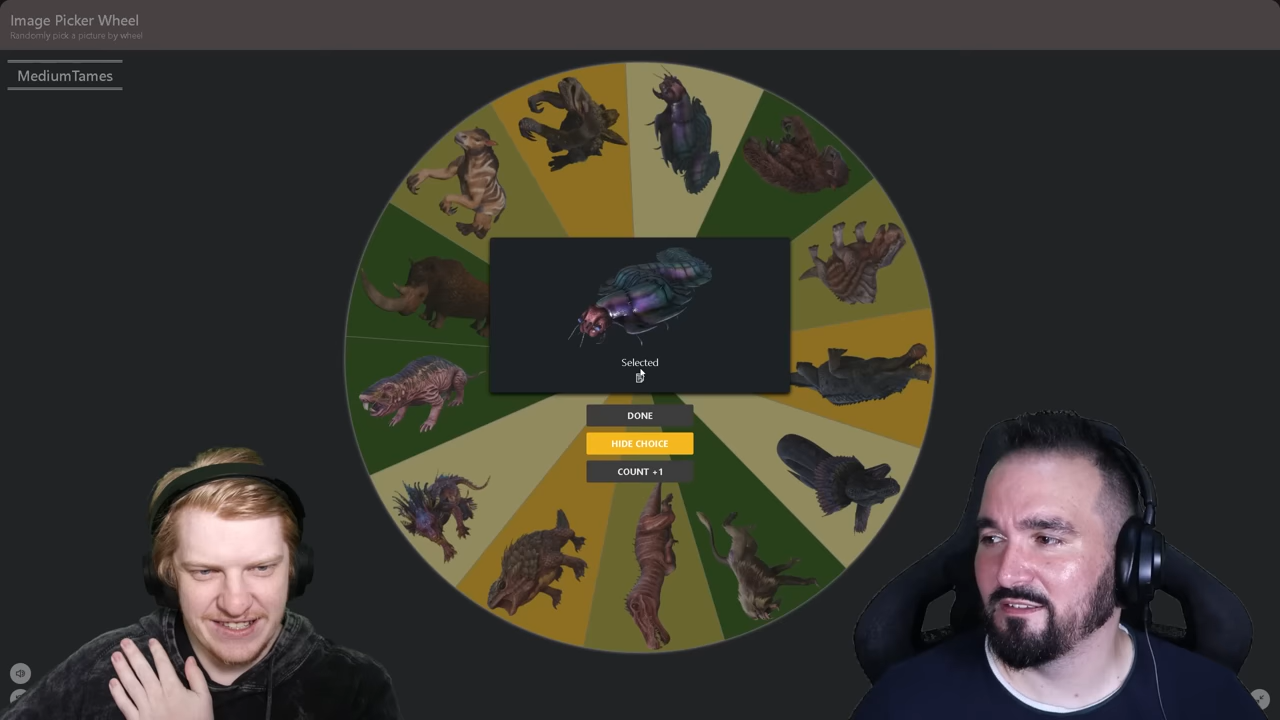 Image Picker Wheel
Randomly pick a picture by wheel
MediumTames
Selected
DONE
HIDE CHOICE
COUNT +1